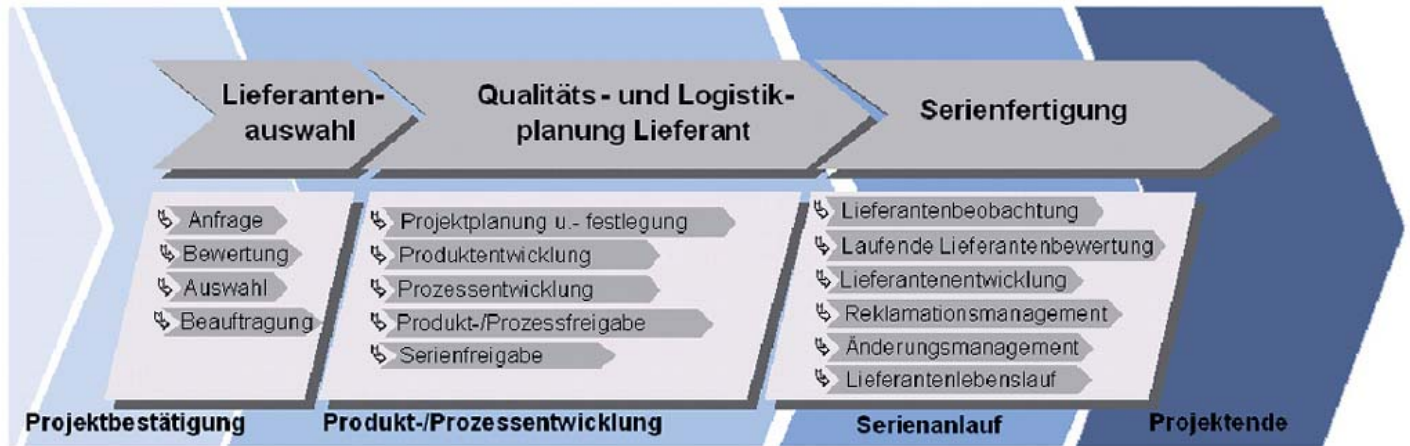 Lieferanten-
auswahl
Qualitäts- und Logistik-
planung Lieferant
Serienfertigung
Anfrage
Bewertung
Auswahl
Beauftragung
Projektplanung u.- festlegung
Produktentwicklung
Prozessentwicklung
Produkt-/Prozessfreigabe
Serienfreigabe
Lieferantenbeobachtung
Laufende Lieferantenbewertung
Lieferantenentwicklung
Reklamationsmanagement
Änderungsmanagement
Lieferantenlebenslauf
Projektbestätigung
Produkt-/Prozessentwicklung
Serienanlauf
Projektende